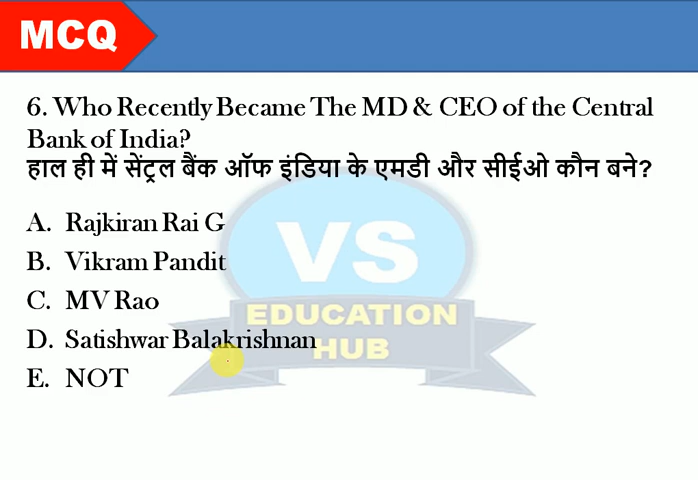 MCQ
6. Who Recently Became The MD & CEO of the Central
Bank of India?
हाल ही में सेंट्रल बैंक ऑफ इंडिया के एमडी और सीईओ कौन बने?
A. Rajkiran Rai G
B. Vikram Pandit
C. MV Rao
D. Satishwar Balakrishnan
E. NOT
VS
EDUCATION
HUB